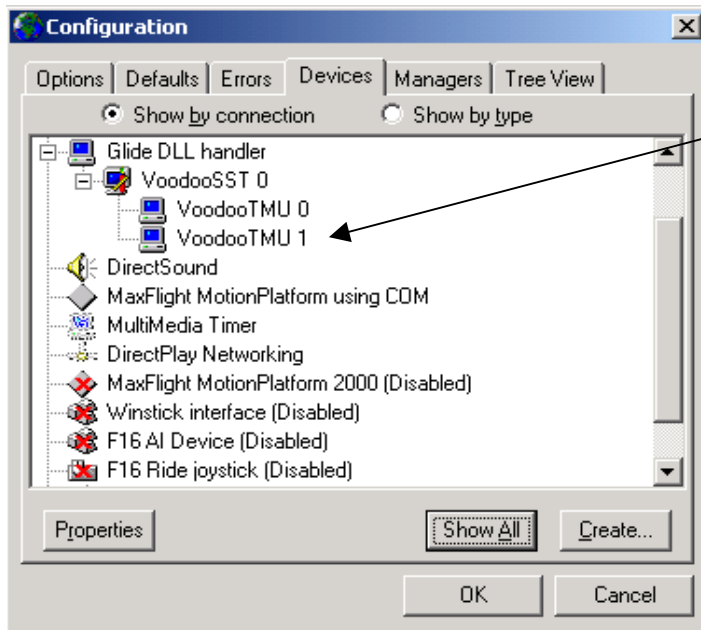 Configuration
Options Defaults Errors Devices Managers Tree View
Show by connection Show by type
Glide DLL handler
VoodooSST 0
VoodooTMU 0
VoodooTMU 1
DirectSound
MaxFlight MotionPlatform using COM
MultiMedia Timer
DirectPlay Networking
MaxFlight MotionPlatform 2000 (Disabled)
Winstick interface (Disabled)
F16 AI Device (Disabled)
F16 Ride joystick (Disabled)
Properties Show All Create...
OK Cancel